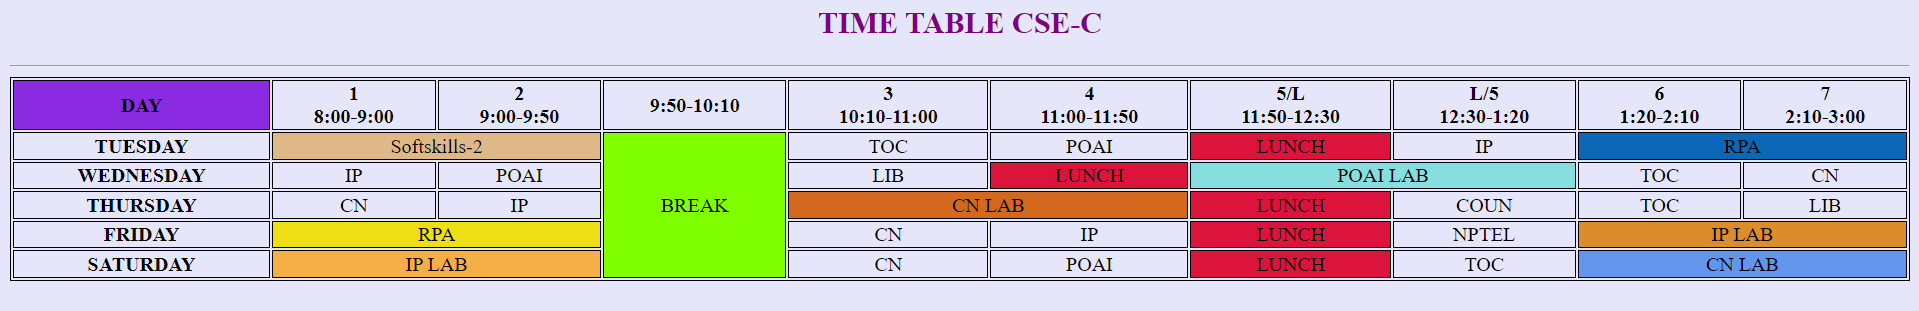 TIME TABLE CSE-C
DAY 1 2 9:50-10:10 3 4 5/L L/5 6 7
8:00-9:00 9:00-9:50 10:10-11:00 11:00-11:50 11:50-12:30 12:30-1:20 1:20-2:10 2:10-3:00
TUESDAY Softskills-2 TOC POAI LUNCH IP RPA
WEDNESDAY IP POAI LIB LUNCH POAI LAB TOC CN
THURSDAY CN IP BREAK CN LAB LUNCH COUN TOC LIB
FRIDAY RPA CN IP LUNCH NPTEL IP LAB
SATURDAY IP LAB CN POAI LUNCH TOC CN LAB